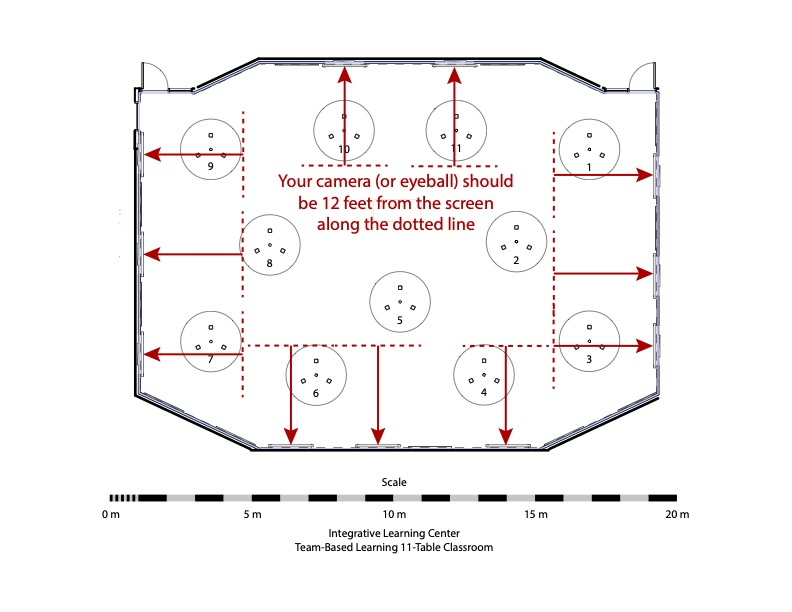 10
11
9
1
Your camera (or eyeball) should
be 12 feet from the screen
along the dotted line
8
2
5
7
3
6
4
Scale
0 m
5 m
10 m
15 m
20 m
Integrative Learning Center
Team-Based Learning 11-Table Classroom